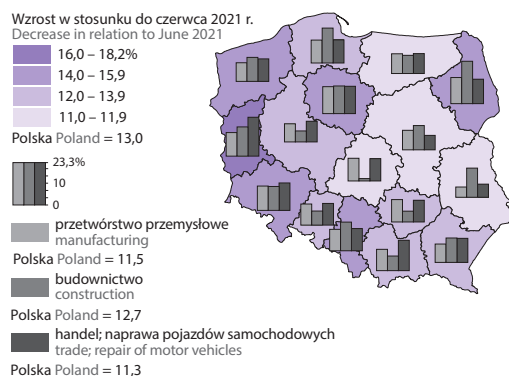 Wzrost w stosunku do czerwca 2021 r.
Decrease in relation to June 2021
16,0 – 18,2%
14,0 – 15,9
12,0 – 13,9
11,0 – 11,9
Polska Poland = 13,0
23,3%
10
0
przetwórstwo przemysłowe
manufacturing
Polska Poland = 11,5
budownictwo
construction
Polska Poland = 12,7
handel; naprawa pojazdów samochodowych
trade; repair of motor vehicles
Polska Poland = 11,3